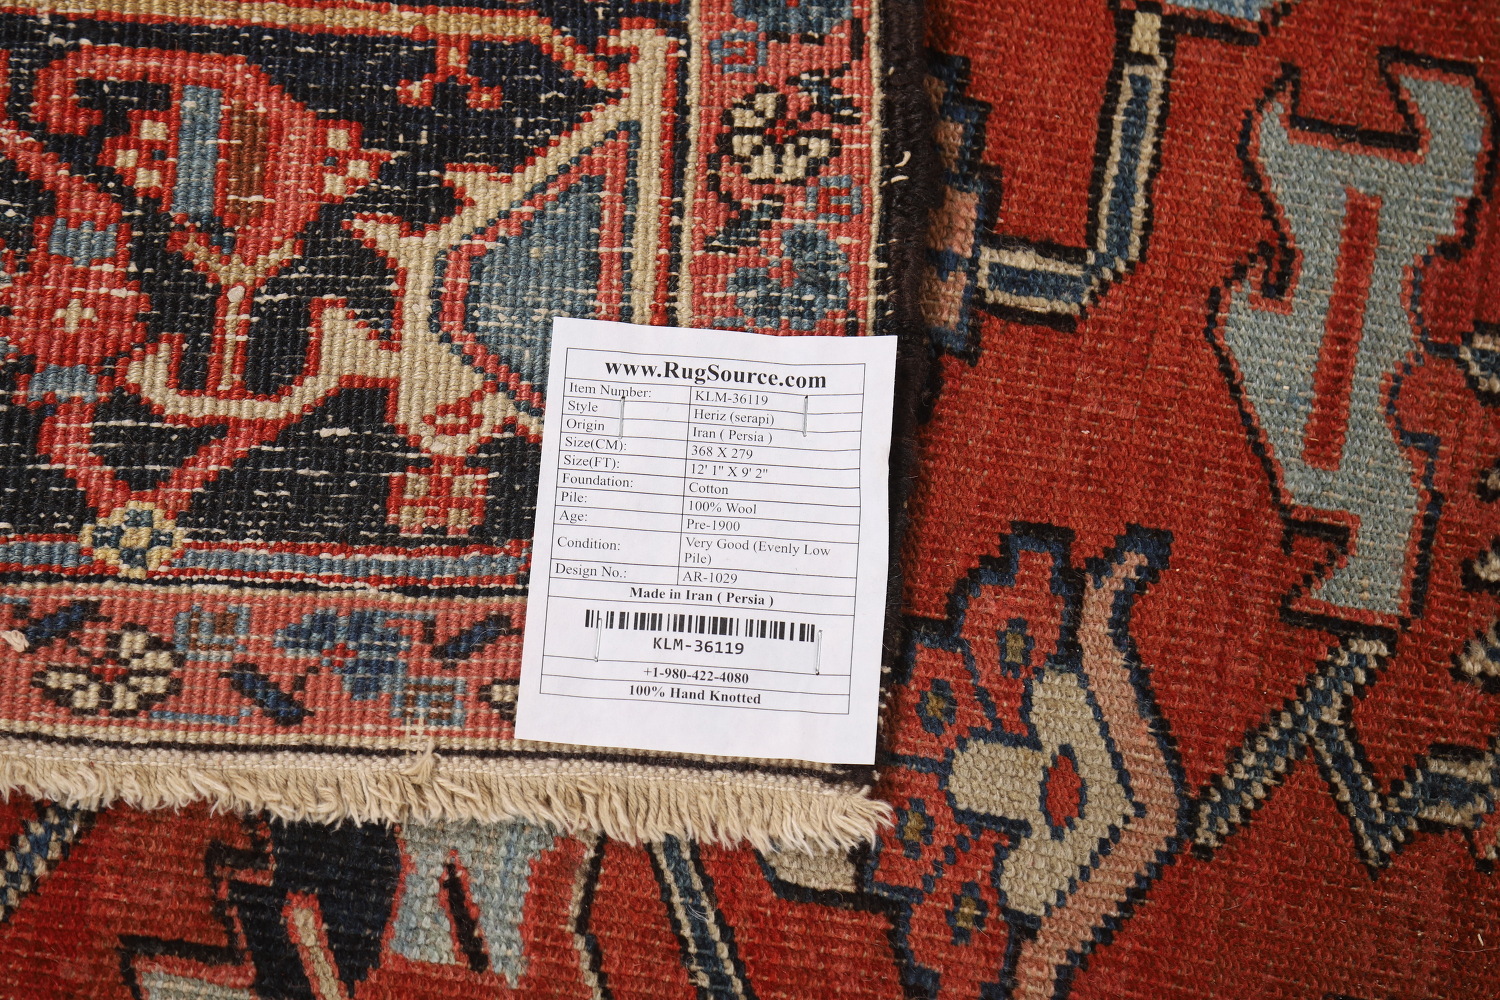 www.RugSource.com
Item Number: KLM-36119
Style Heriz (serapi)
Origin Iran ( Persia )
Size(CM): 368 X 279
Size(FT): 12' 1" X 9' 2"
Foundation: Cotton
Pile: 100% Wool
Age: Pre-1900
Condition: Very Good (Evenly Low
Pile)
Design No.: AR-1029
Made in Iran ( Persia )
KLM-36119
+1-980-422-4080
100% Hand Knotted